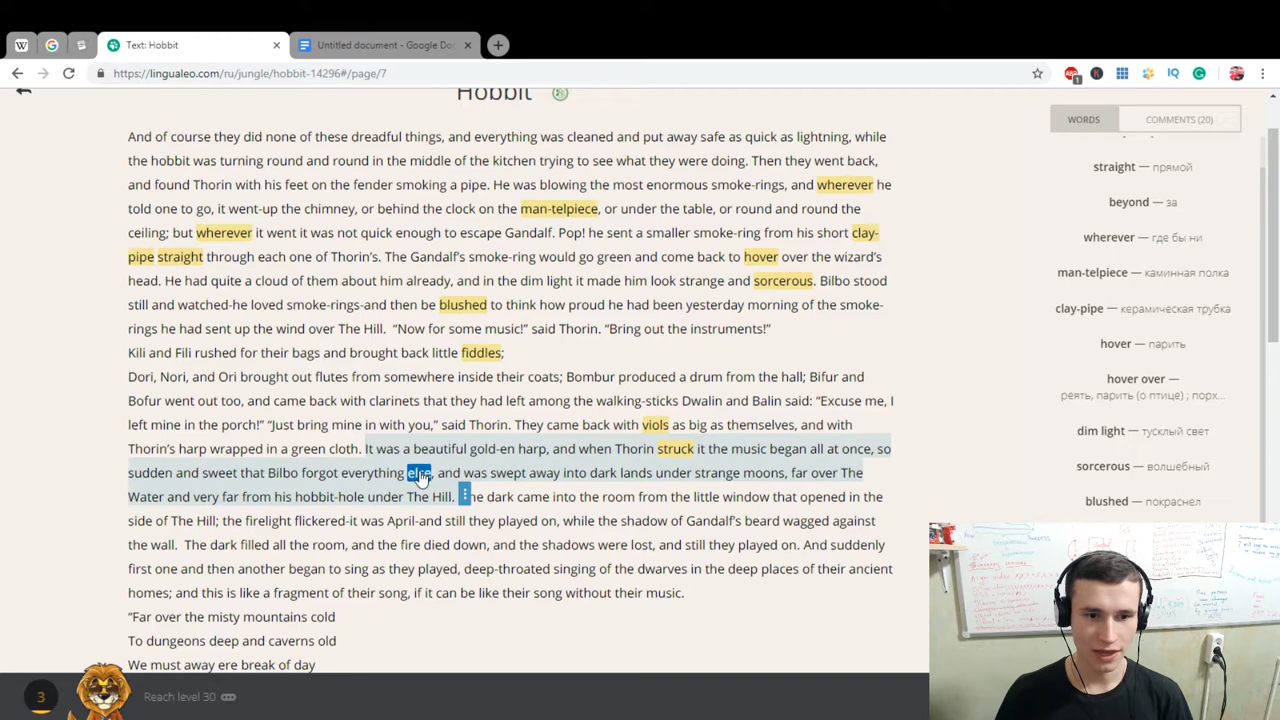 Text: Hobbit
Untitled document - Google Doc
https://lingualeo.com/ru/jungle/hobbit-14296#/page/7
Hobbit
And of course they did none of these dreadful things, and everything was cleaned and put away safe as quick as lightning, while
the hobbit was turning round and round in the middle of the kitchen trying to see what they were doing. Then they went back,
and found Thorin with his feet on the fender smoking a pipe. He was blowing the most enormous smoke-rings, and wherever he
told one to go, it went-up the chimney, or behind the clock on the man-telpiece, or under the table, or round and round the
ceiling; but wherever it went it was not quick enough to escape Gandalf. Pop! he sent a smaller smoke-ring from his short clay-
pipe straight through each one of Thorin's. The Gandalf's smoke-ring would go green and come back to hover over the wizard's
head. He had quite a cloud of them about him already, and in the dim light it made him look strange and sorcerous. Bilbo stood
still and watched-he loved smoke-rings-and then be blushed to think how proud he had been yesterday morning of the smoke-
rings he had sent up the wind over The Hill.  “Now for some music!” said Thorin. “Bring out the instruments!”
Kili and Fili rushed for their bags and brought back little fiddles;
Dori, Nori, and Ori brought out flutes from somewhere inside their coats; Bombur produced a drum from the hall; Bifur and
Bofur went out too, and came back with clarinets that they had left among the walking-sticks Dwalin and Balin said: “Excuse me, I
left mine in the porch!” “Just bring mine in with you,” said Thorin. They came back with viols as big as themselves, and with
Thorin's harp wrapped in a green cloth. It was a beautiful gold-en harp, and when Thorin struck it the music began all at once, so
sudden and sweet that Bilbo forgot everything else, and was swept away into dark lands under strange moons, far over The
Water and very far from his hobbit-hole under The Hill. he dark came into the room from the little window that opened in the
side of The Hill; the firelight flickered-it was April-and still they played on, while the shadow of Gandalf's beard wagged against
the wall.  The dark filled all the room, and the fire died down, and the shadows were lost, and still they played on. And suddenly
first one and then another began to sing as they played, deep-throated singing of the dwarves in the deep places of their ancient
homes; and this is like a fragment of their song, if it can be like their song without their music.
“Far over the misty mountains cold
To dungeons deep and caverns old
We must away ere break of day
WORDS
COMMENTS (20)
straight — прямой
beyond — за
wherever — где бы ни
man-telpiece — каминная полка
clay-pipe — керамическая трубка
hover — парить
hover over —
реять, парить (о птице) ; порх...
dim light — тусклый свет
sorcerous — волшебный
blushed — покраснел
3
Reach level 30